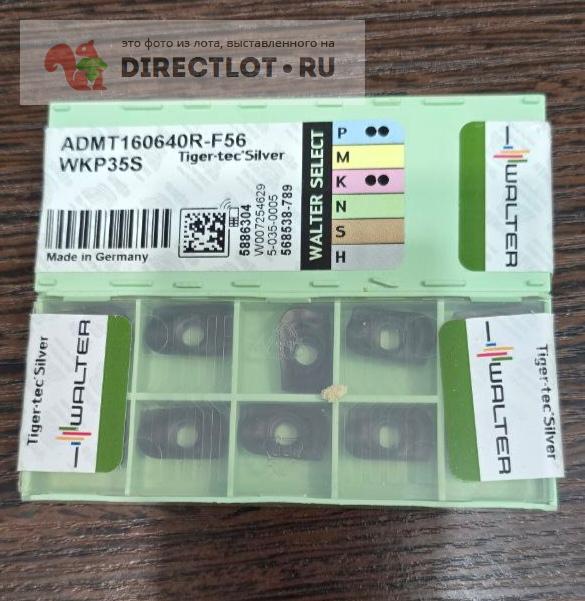 это фото из лота, выставленного на
DIRECTLOT.RU
ADMT160640R-F56
WKP35S Tiger·tec®Silver
Made in Germany
5886304
W007254629
5-035-0005
568538-789
WALTER SELECT
P
M
K
N
S
H
WALTER
Tiger·tec®Silver
WALTER
WALTER
Tiger·tec®Silver